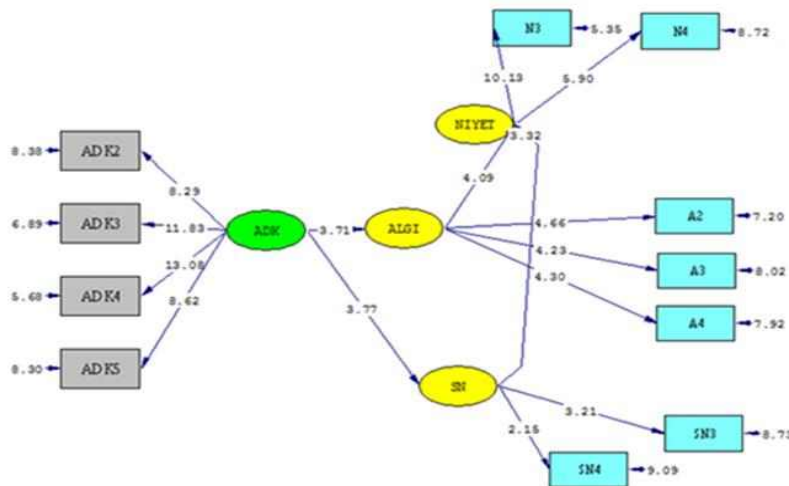 N3
5.35
N4
8.72
10.13
5.90
NIYET
3.32
8.38
ADK2
8.29
4.09
6.89
ADK3
11.83
ADK
3.71
ALGI
4.66
A2
7.20
4.23
A3
8.02
13.08
4.30
5.68
ADK4
8.62
3.77
A4
7.92
8.30
ADK5
SN
3.21
2.15
SN3
8.73
SN4
9.09